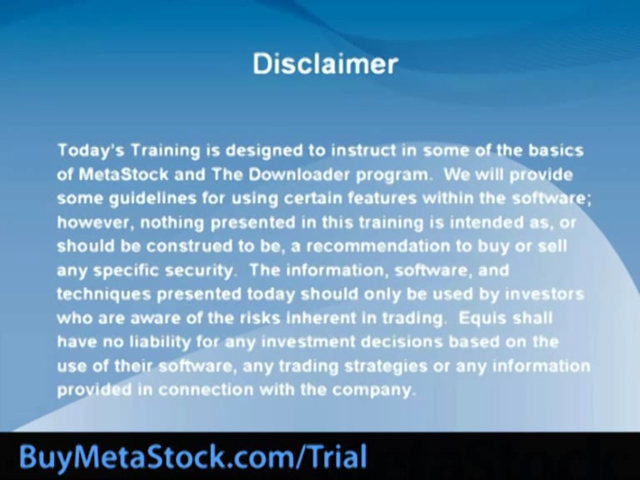 Disclaimer
Today's Training is designed to instruct in some of the basics
of MetaStock and The Downloader program.  We will provide
some guidelines for using certain features within the software;
however, nothing presented in this training is intended as, or
should be construed to be, a recommendation to buy or sell
any specific security.  The information, software, and
techniques presented today should only be used by investors
who are aware of the risks inherent in trading.  Equis shall
have no liability for any investment decisions based on the
use of their software, any trading strategies or any information
provided in connection with the company.
BuyMetaStock.com/Trial